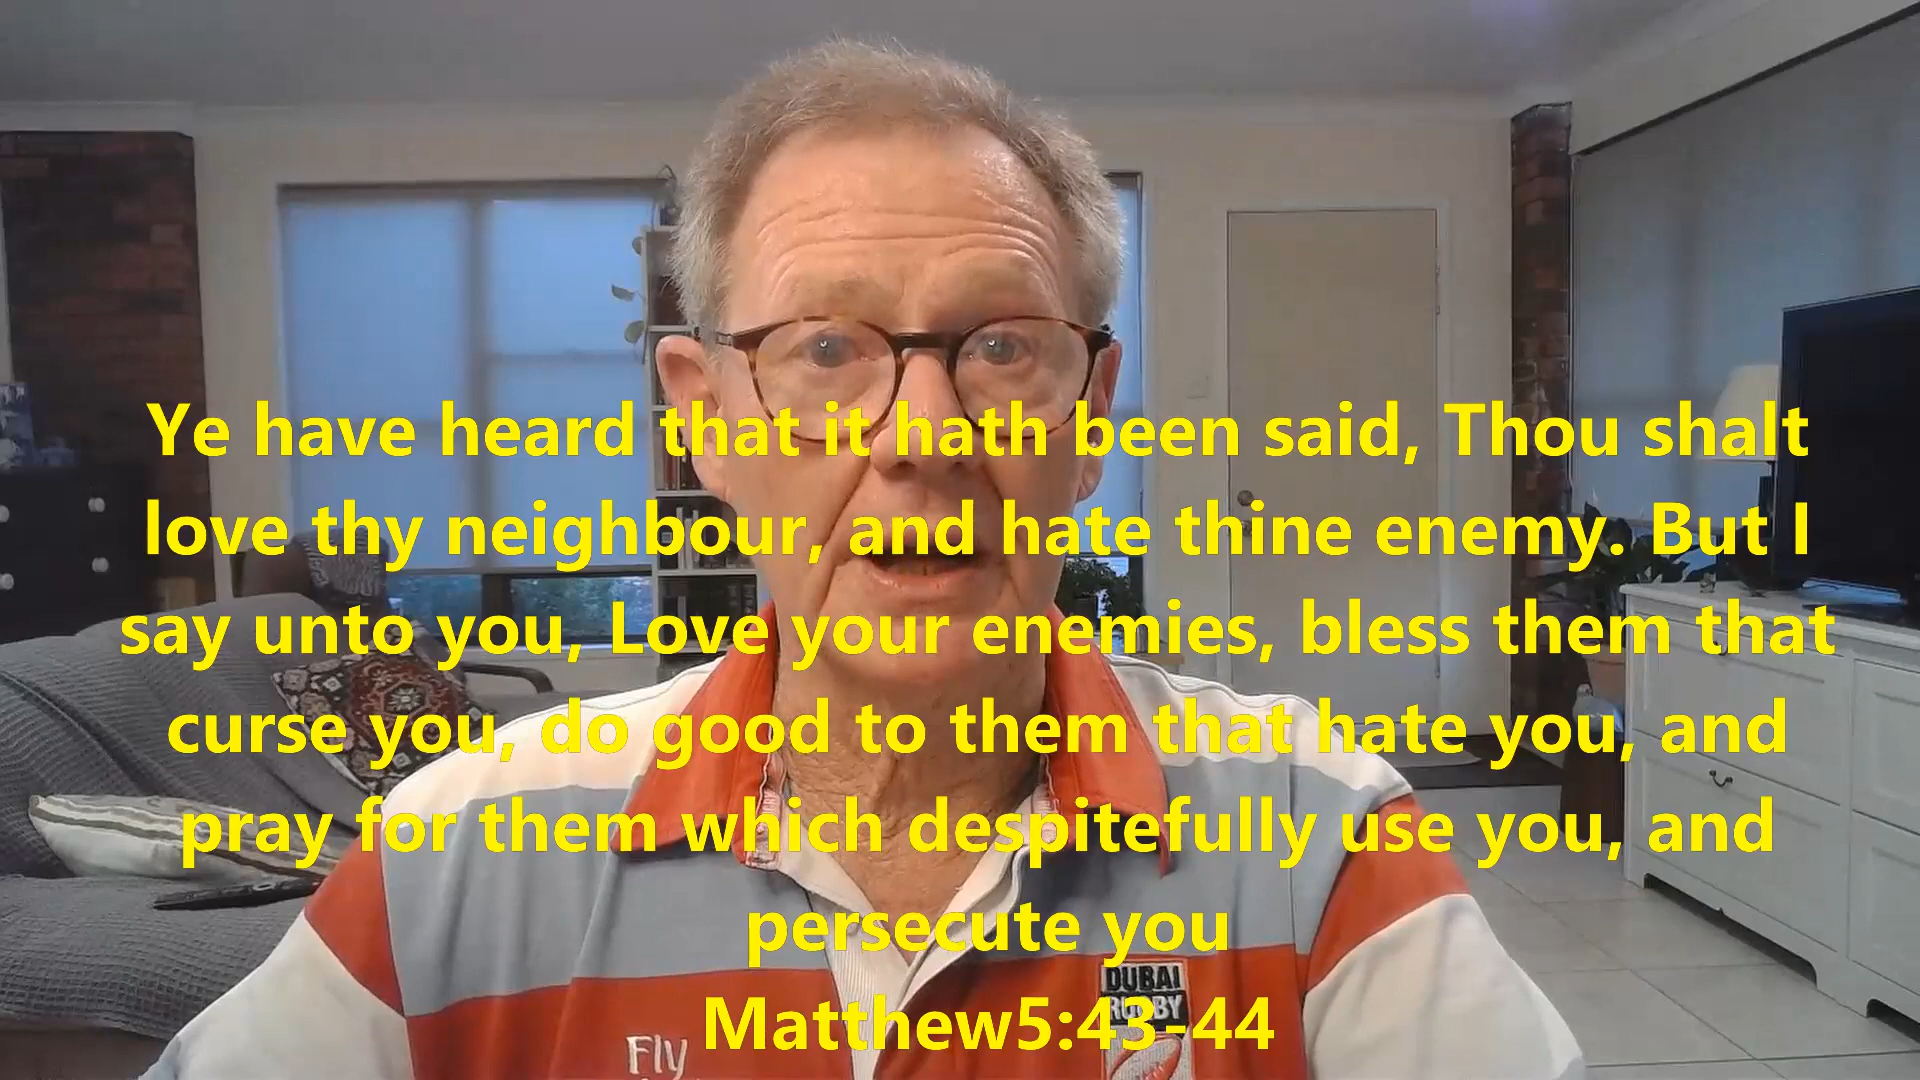 Ye have heard that it hath been said, Thou shalt
love thy neighbour, and hate thine enemy. But I
say unto you, Love your enemies, bless them that
curse you, do good to them that hate you, and
pray for them which despitefully use you, and
persecute you
DUBAI
RUGBY
Matthew5:43-44
Fly